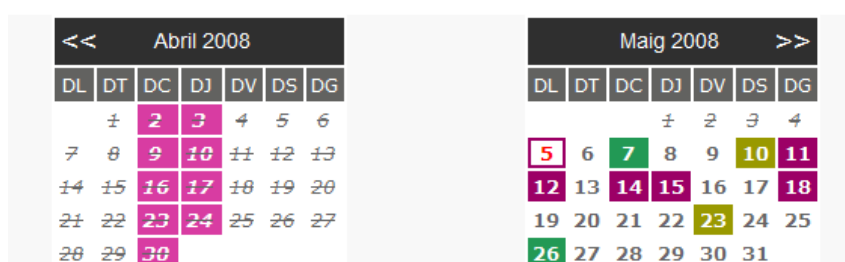 << Abril 2008
DL DT DC DJ DV DS DG
1 2 3 4 5 6
7 8 9 10 11 12 13
14 15 16 17 18 19 20
21 22 23 24 25 26 27
28 29 30
Maig 2008 >>
DL DT DC DJ DV DS DG
1 2 3 4
5 6 7 8 9 10 11
12 13 14 15 16 17 18
19 20 21 22 23 24 25
26 27 28 29 30 31